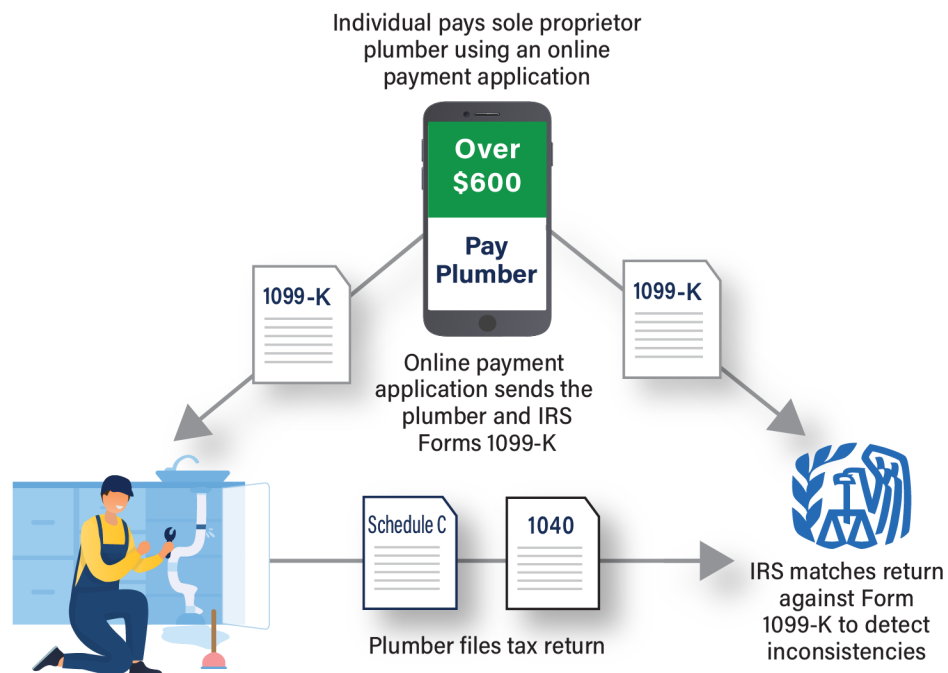 Individual pays sole proprietor
plumber using an online
payment application
Over
$600
Pay
Plumber
1099-K
1099-K
Online payment
application sends the
plumber and IRS
Forms 1099-K
Schedule C
1040
Plumber files tax return
IRS matches return
against Form
1099-K to detect
inconsistencies